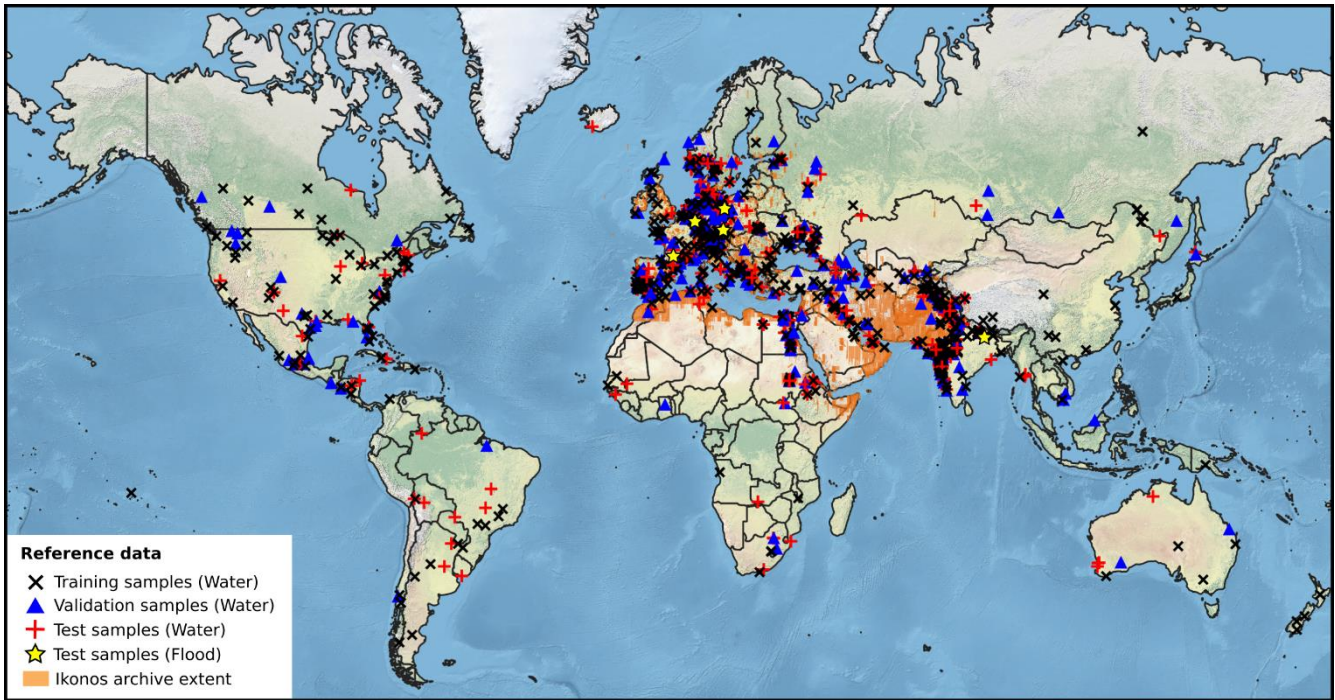 Reference data
Training samples (Water)
Validation samples (Water)
Test samples (Water)
Test samples (Flood)
Ikonos archive extent